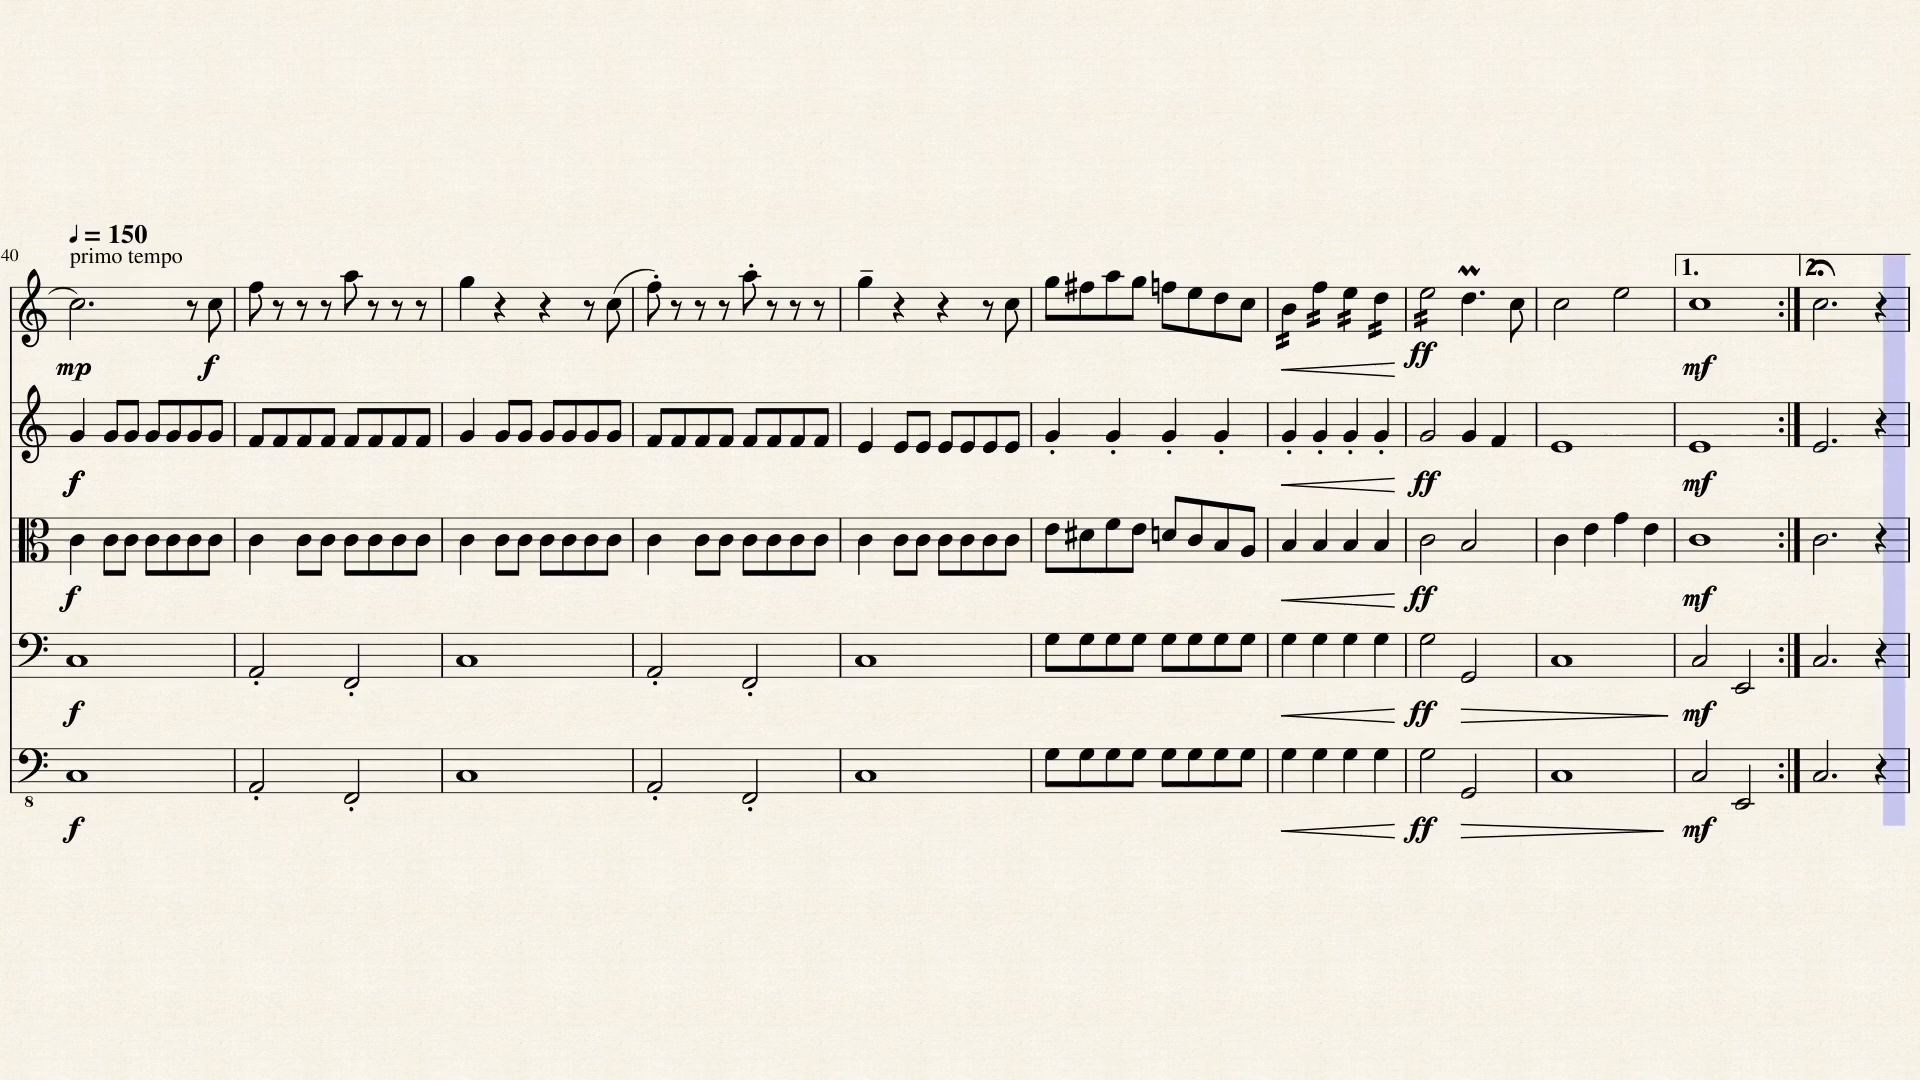 ♩ = 150
primo tempo
40
1. 2.
mp f ff mf
f ff mf
f ff mf
f ff mf
8
f ff mf